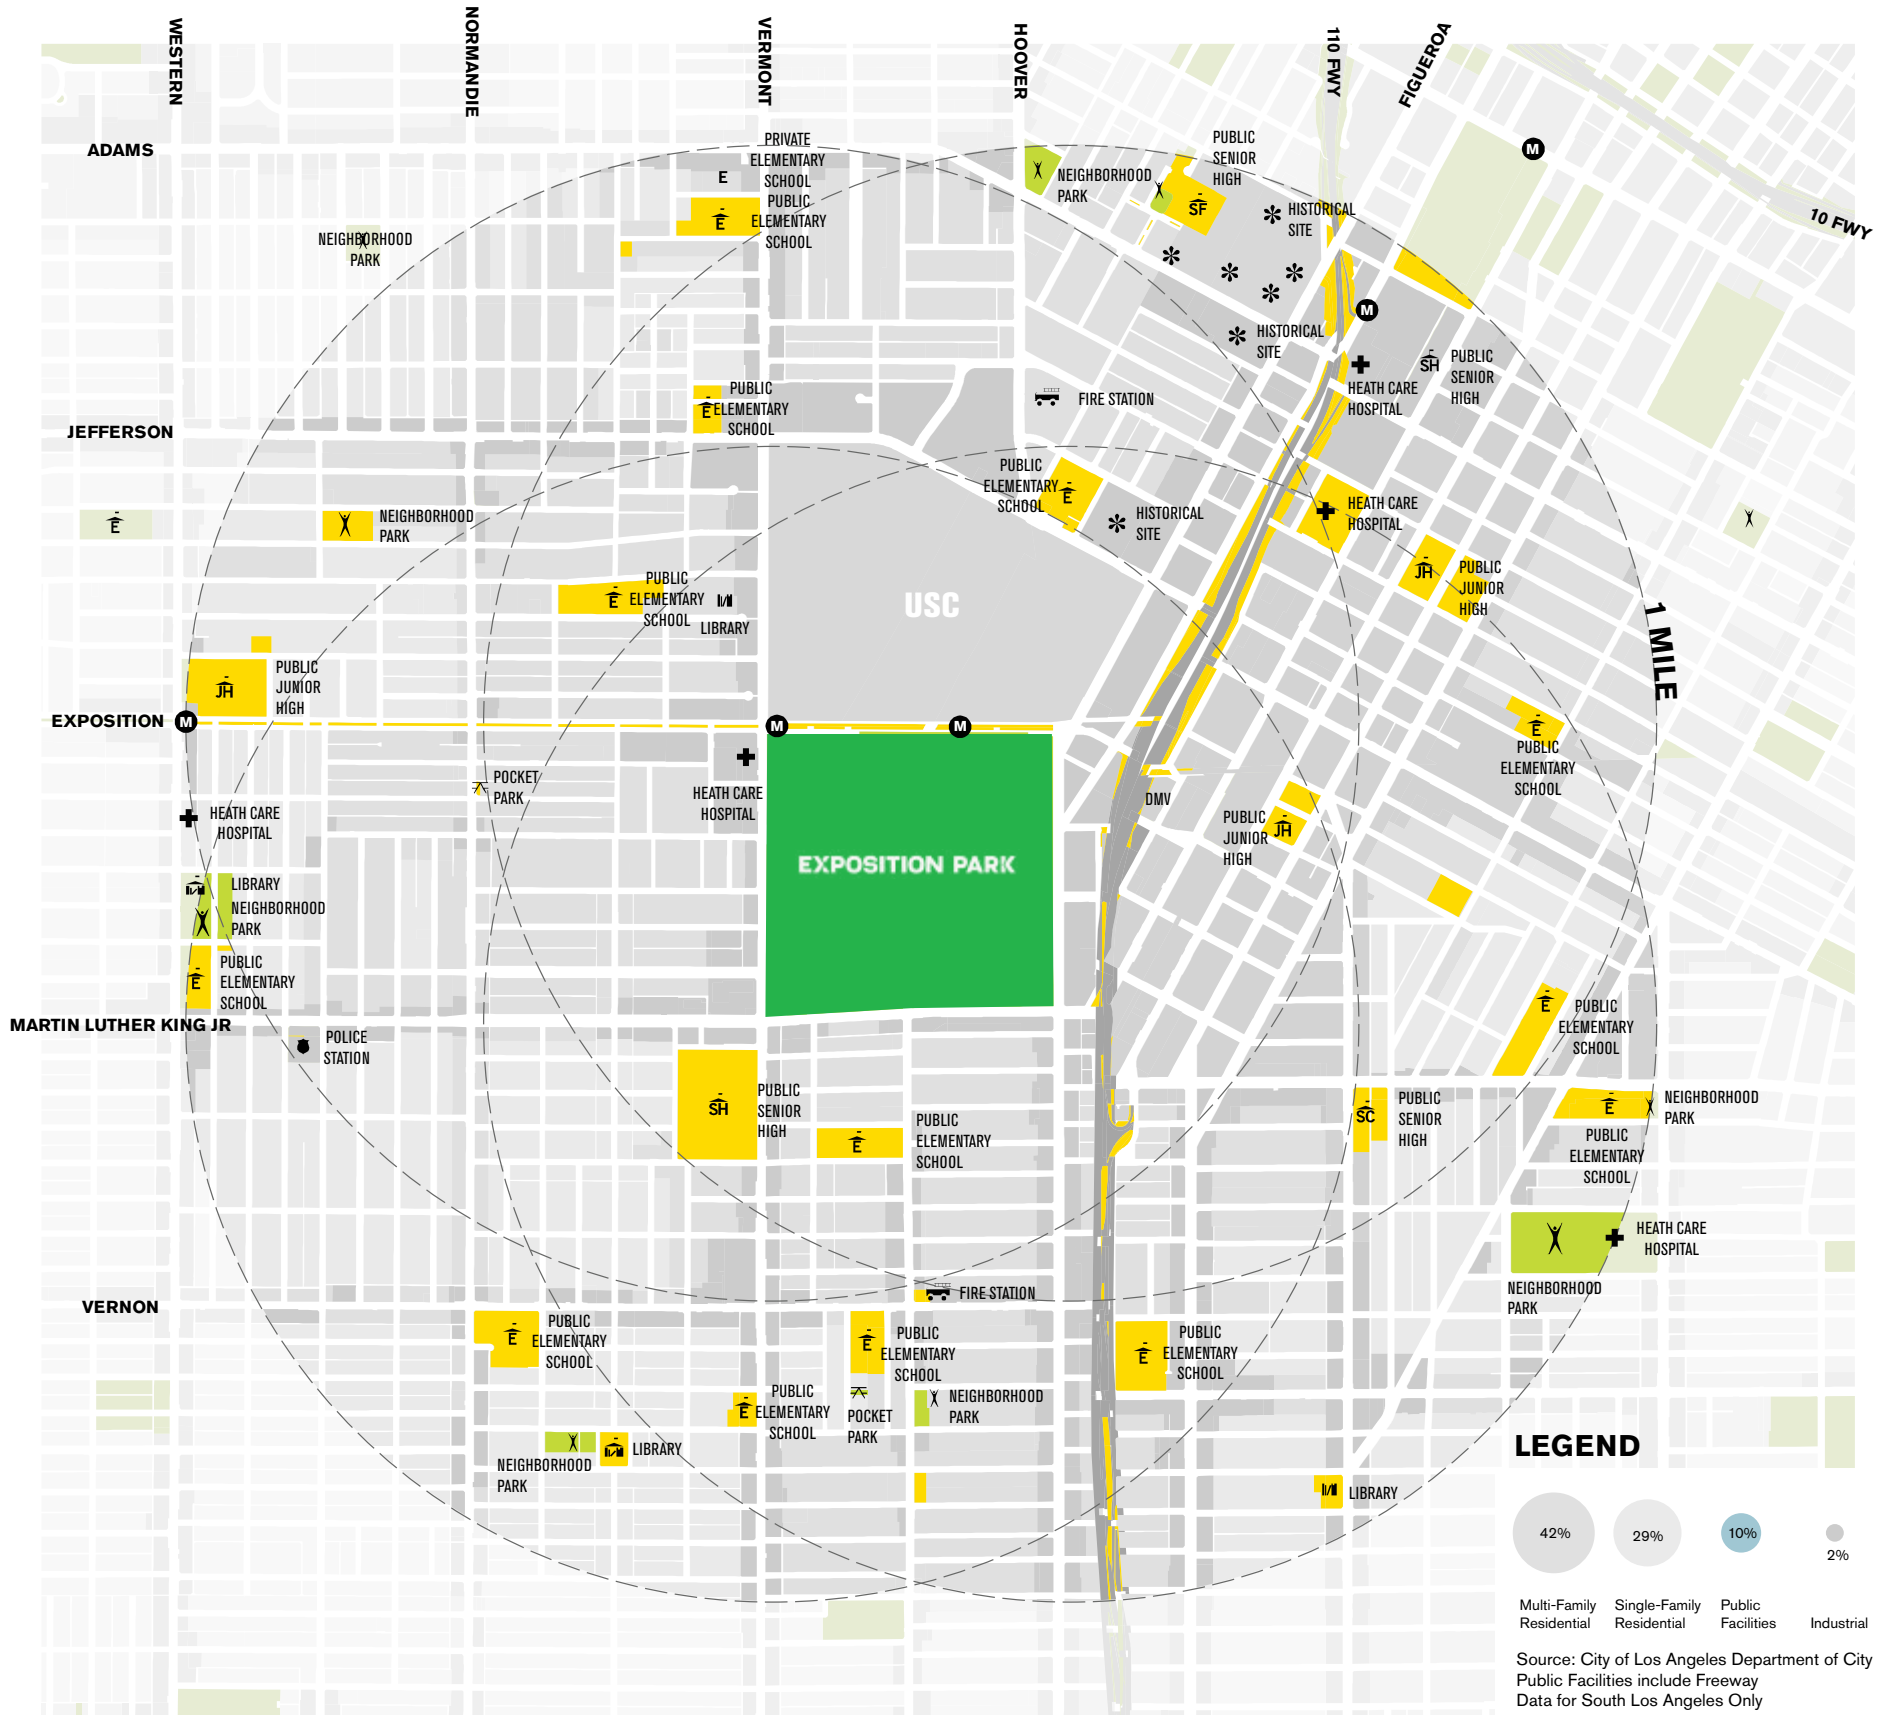 WESTERN
NORMANDIE
VERMONT
HOOVER
110 FWY
FIGUEROA
10 FWY
ADAMS
JEFFERSON
EXPOSITION
MARTIN LUTHER KING JR
VERNON
M
PRIVATE
ELEMENTARY
SCHOOL
E
PUBLIC
ELEMENTARY
SCHOOL
E
NEIGHBORHOOD
PARK
NEIGHBORHOOD
PARK
PUBLIC
SENIOR
HIGH
SF
HISTORICAL
SITE
HISTORICAL
SITE
M
HEATH CARE
HOSPITAL
SH
PUBLIC
SENIOR
HIGH
PUBLIC
ELEMENTARY
SCHOOL
E
FIRE STATION
PUBLIC
ELEMENTARY
SCHOOL
E
HISTORICAL
SITE
HEATH CARE
HOSPITAL
E
NEIGHBORHOOD
PARK
PUBLIC
ELEMENTARY
SCHOOL
E
LIBRARY
USC
JH
PUBLIC
JUNIOR
HIGH
1 MILE
JH
PUBLIC
JUNIOR
HIGH
M
M
M
E
PUBLIC
ELEMENTARY
SCHOOL
POCKET
PARK
HEATH CARE
HOSPITAL
HEATH CARE
HOSPITAL
DMV
PUBLIC
JUNIOR
HIGH
JH
EXPOSITION PARK
LIBRARY
NEIGHBORHOOD
PARK
E
PUBLIC
ELEMENTARY
SCHOOL
POLICE
STATION
E
PUBLIC
ELEMENTARY
SCHOOL
SH
PUBLIC
SENIOR
HIGH
E
PUBLIC
ELEMENTARY
SCHOOL
SC
PUBLIC
SENIOR
HIGH
E
NEIGHBORHOOD
PARK
PUBLIC
ELEMENTARY
SCHOOL
HEATH CARE
HOSPITAL
NEIGHBORHOOD
PARK
FIRE STATION
E
PUBLIC
ELEMENTARY
SCHOOL
E
PUBLIC
ELEMENTARY
SCHOOL
E
PUBLIC
ELEMENTARY
SCHOOL
E
PUBLIC
ELEMENTARY
SCHOOL
POCKET
PARK
NEIGHBORHOOD
PARK
NEIGHBORHOOD
PARK
LIBRARY
LIBRARY
LEGEND
42%
29%
10%
2%
Multi-Family
Residential
Single-Family
Residential
Public
Facilities
Industrial
Source: City of Los Angeles Department of City
Public Facilities include Freeway
Data for South Los Angeles Only